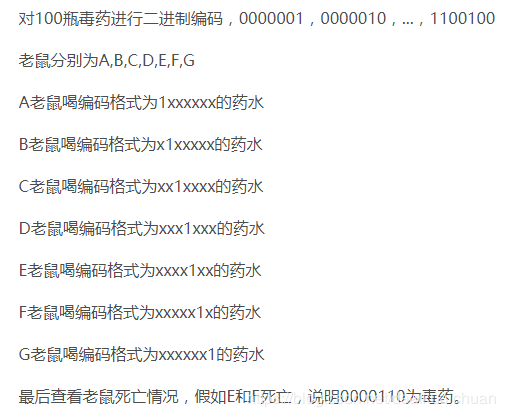 对100瓶毒药进行二进制编码，0000001，0000010，...，1100100
老鼠分别为A,B,C,D,E,F,G
A老鼠喝编码格式为1xxxxxx的药水
B老鼠喝编码格式为x1xxxxx的药水
C老鼠喝编码格式为xx1xxxx的药水
D老鼠喝编码格式为xxx1xxx的药水
E老鼠喝编码格式为xxxx1xx的药水
F老鼠喝编码格式为xxxxx1x的药水
G老鼠喝编码格式为xxxxxx1的药水
最后查看老鼠死亡情况，假如E和F死亡，说明0000110为毒药。